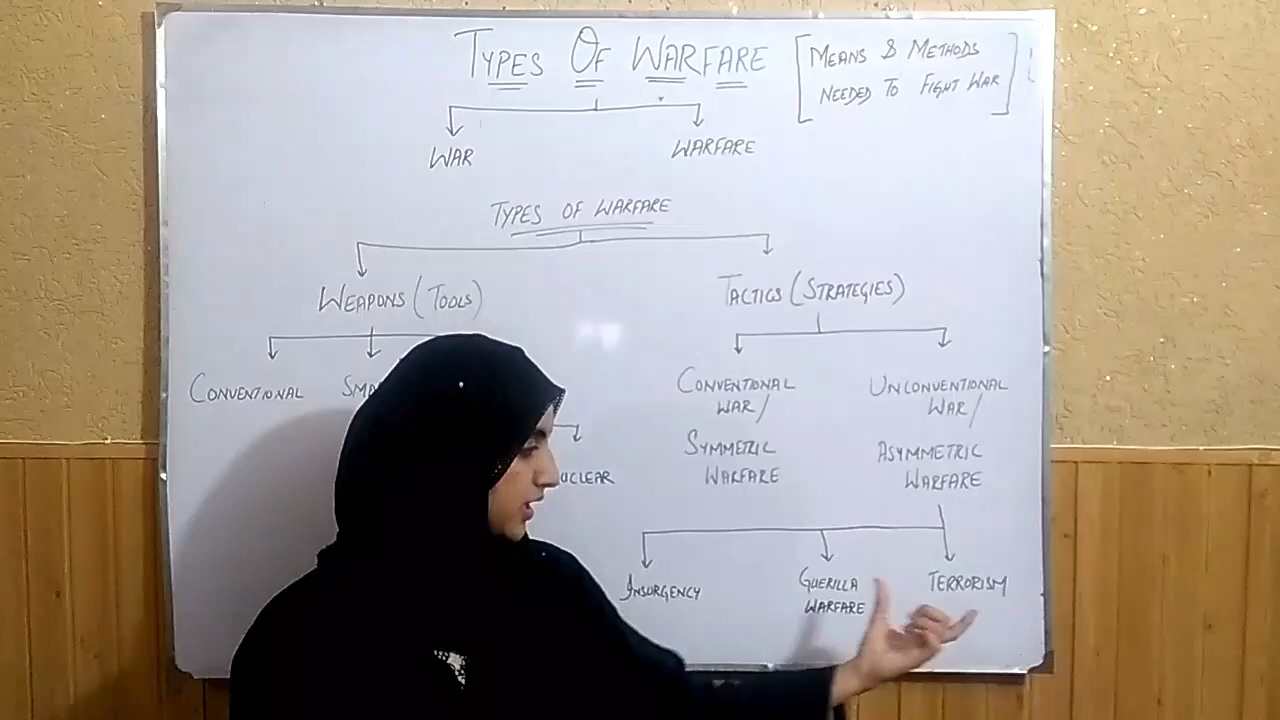 TYPES OF WARFARE
[MEANS & METHODS
NEEDED TO FIGHT WAR]
WAR
WARFARE
TYPES OF WARFARE
WEAPONS (TOOLS)
TACTICS (STRATEGIES)
CONVENTIONAL
CONVENTIONAL
WAR/
SYMMETRIC
WARFARE
UNCONVENTIONAL
WAR/
ASYMMETRIC
WARFARE
INSURGENCY
GUERILLA
WARFARE
TERRORISM